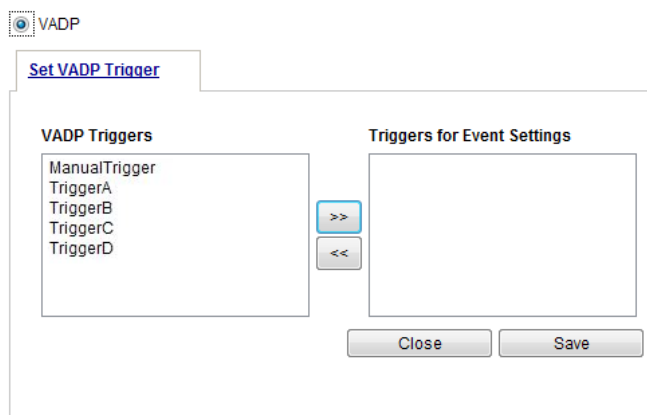 VADP
Set VADP Trigger
VADP Triggers
Triggers for Event Settings
ManualTrigger
TriggerA
TriggerB
TriggerC
TriggerD
>>
<<
Close
Save